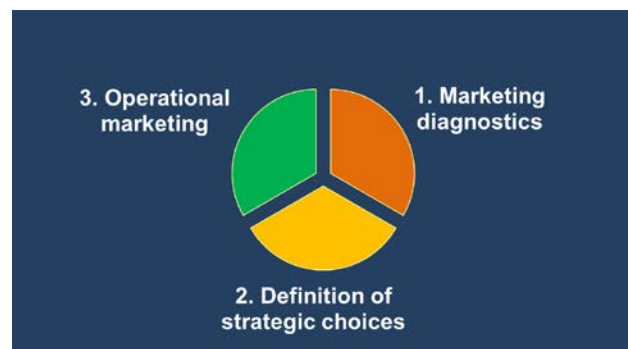 3. Operational
marketing
1. Marketing
diagnostics
2. Definition of
strategic choices